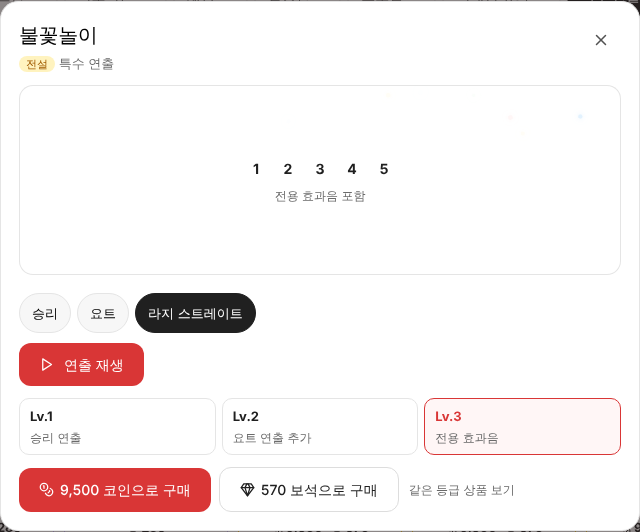 불꽃놀이
전설 특수 연출
1 2 3 4 5
전용 효과음 포함
승리 요트 라지 스트레이트
연출 재생
Lv.1 Lv.2 Lv.3
승리 연출 요트 연출 추가 전용 효과음
9,500 코인으로 구매 570 보석으로 구매 같은 등급 상품 보기